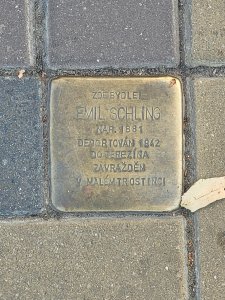 ZDE BYDLEL
EMIL SCHLING
NAR. 1881
DEPORTOVÁN 1942
DO TEREZÍNA
ZAVRAŽDĚN
V MALÉM TROSTINCI